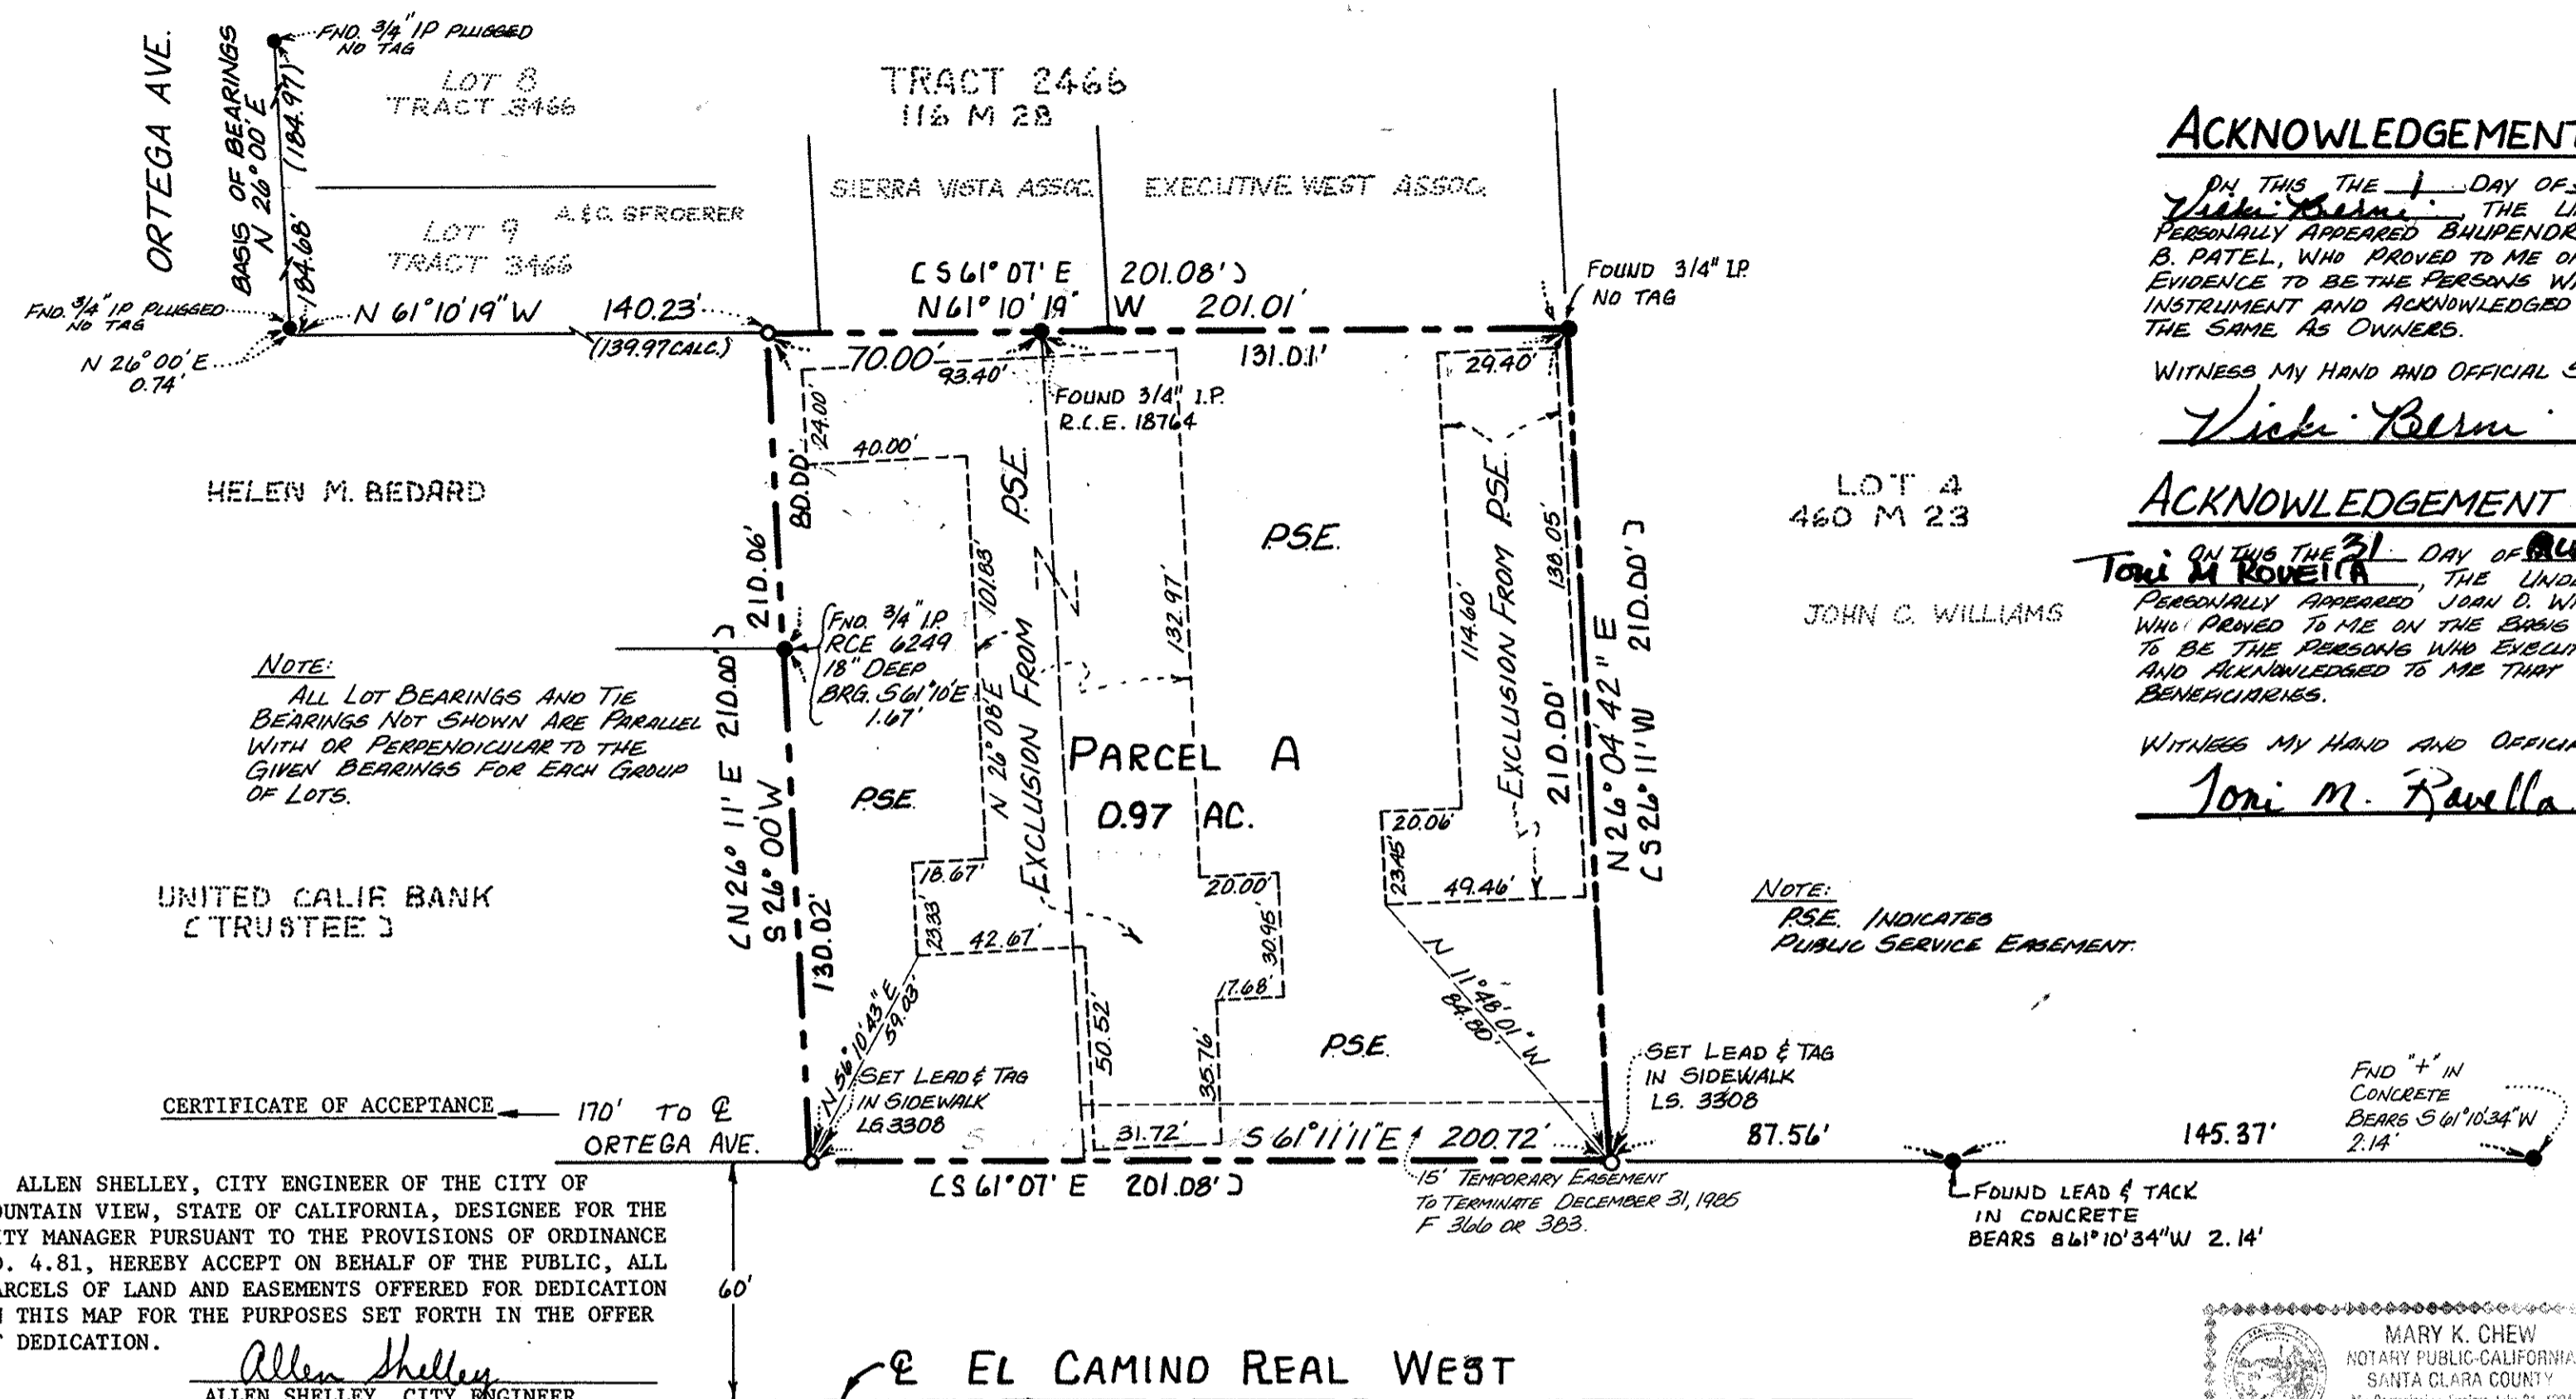 ORTEGA AVE.
BASIS OF BEARINGS
N 26° 00' E
184.68' (184.97)
FND. 3/4" IP PLUGGED
NO TAG
LOT 8
TRACT 3466
LOT 9
TRACT 3466
A. & C. GFROERER
TRACT 2466
116 M 28
SIERRA VISTA ASSOC.
EXECUTIVE WEST ASSOC.
FND. 3/4" IP PLUGGED
NO TAG
N 26° 00' E
0.74'
N 61° 10' 19" W 140.23'
(139.97 CALC.)
(S 61° 07' E 201.08')
N 61° 10' 19" W 201.01'
FOUND 3/4" I.P.
NO TAG
70.00'
93.40'
131.01'
29.40'
FOUND 3/4" I.P.
R.C.E. 18764
24.00'
40.00'
80.00'
210.06'
HELEN M. BEDARD
P.S.E.
P.S.E.
EXCLUSION FROM P.S.E.
101.83'
N 26° 08' E
EXCLUSION FROM
132.97'
114.60'
138.05'
210.00'
N 26° 04' 42" E
(S 26° 11' W 210.00')
LOT 4
460 M 23
JOHN C. WILLIAMS
FND. 3/4" I.P.
RCE 6249
18" DEEP
BRG. S 61° 10' E
1.67'
NOTE:
ALL LOT BEARINGS AND TIE
BEARINGS NOT SHOWN ARE PARALLEL
WITH OR PERPENDICULAR TO THE
GIVEN BEARINGS FOR EACH GROUP
OF LOTS.
(N 26° 11' E 210.00')
S 26° 00' W
130.02'
P.S.E.
PARCEL A
0.97 AC.
20.06'
23.45'
49.46'
18.67'
23.33'
42.67'
20.00'
30.95'
17.68'
50.52'
35.76'
31.72'
UNITED CALIF BANK
(TRUSTEE)
NOTE:
P.S.E. INDICATES
PUBLIC SERVICE EASEMENT.
N 56° 10' 43" E
59.03'
N 11° 48' 01" W
84.80'
P.S.E.
SET LEAD & TAG
IN SIDEWALK
LS 3308
SET LEAD & TAG
IN SIDEWALK
LS. 3308
170' TO ℄
ORTEGA AVE.
S 61° 11' 11" E 200.72'
(S 61° 07' E 201.08')
15' TEMPORARY EASEMENT
TO TERMINATE DECEMBER 31, 1985
F 366 OR 383.
87.56'
145.37'
FND "+" IN
CONCRETE
BEARS S 61° 10' 34" W
2.14'
FOUND LEAD & TACK
IN CONCRETE
BEARS S 61° 10' 34" W 2.14'
60'
℄ EL CAMINO REAL WEST
CERTIFICATE OF ACCEPTANCE
ALLEN SHELLEY, CITY ENGINEER OF THE CITY OF
OUNTAIN VIEW, STATE OF CALIFORNIA, DESIGNEE FOR THE
ITY MANAGER PURSUANT TO THE PROVISIONS OF ORDINANCE
O. 4.81, HEREBY ACCEPT ON BEHALF OF THE PUBLIC, ALL
ARCELS OF LAND AND EASEMENTS OFFERED FOR DEDICATION
N THIS MAP FOR THE PURPOSES SET FORTH IN THE OFFER
DEDICATION.
Allen Shelley
ALLEN SHELLEY, CITY ENGINEER
ACKNOWLEDGEMENT
ON THIS THE 1 DAY OF
Vicki Berni, THE UN
PERSONALLY APPEARED BHUPENDR
B. PATEL, WHO PROVED TO ME ON
EVIDENCE TO BE THE PERSONS W
INSTRUMENT AND ACKNOWLEDGED
THE SAME AS OWNERS.
WITNESS MY HAND AND OFFICIAL S
Vicki Berni
ACKNOWLEDGEMENT
ON THIS THE 31 DAY OF AU
Toni M ROVELLA, THE UNDE
PERSONALLY APPEARED JOAN D. W
WHO PROVED TO ME ON THE BASIS
TO BE THE PERSONS WHO EXECUT
AND ACKNOWLEDGED TO ME THAT
BENEFICIARIES.
WITNESS MY HAND AND OFFICIA
Toni M. Rovella
MARY K. CHEW
NOTARY PUBLIC-CALIFORNIA
SANTA CLARA COUNTY